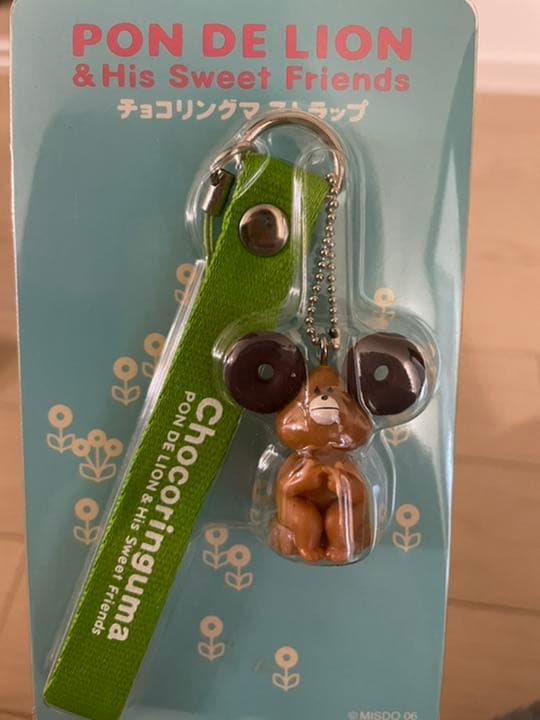 PON DE LION
& His Sweet Friends
チョコリングマ ストラップ
Chocoringuma
PON DE LION & His Sweet Friends
©MISDO 06